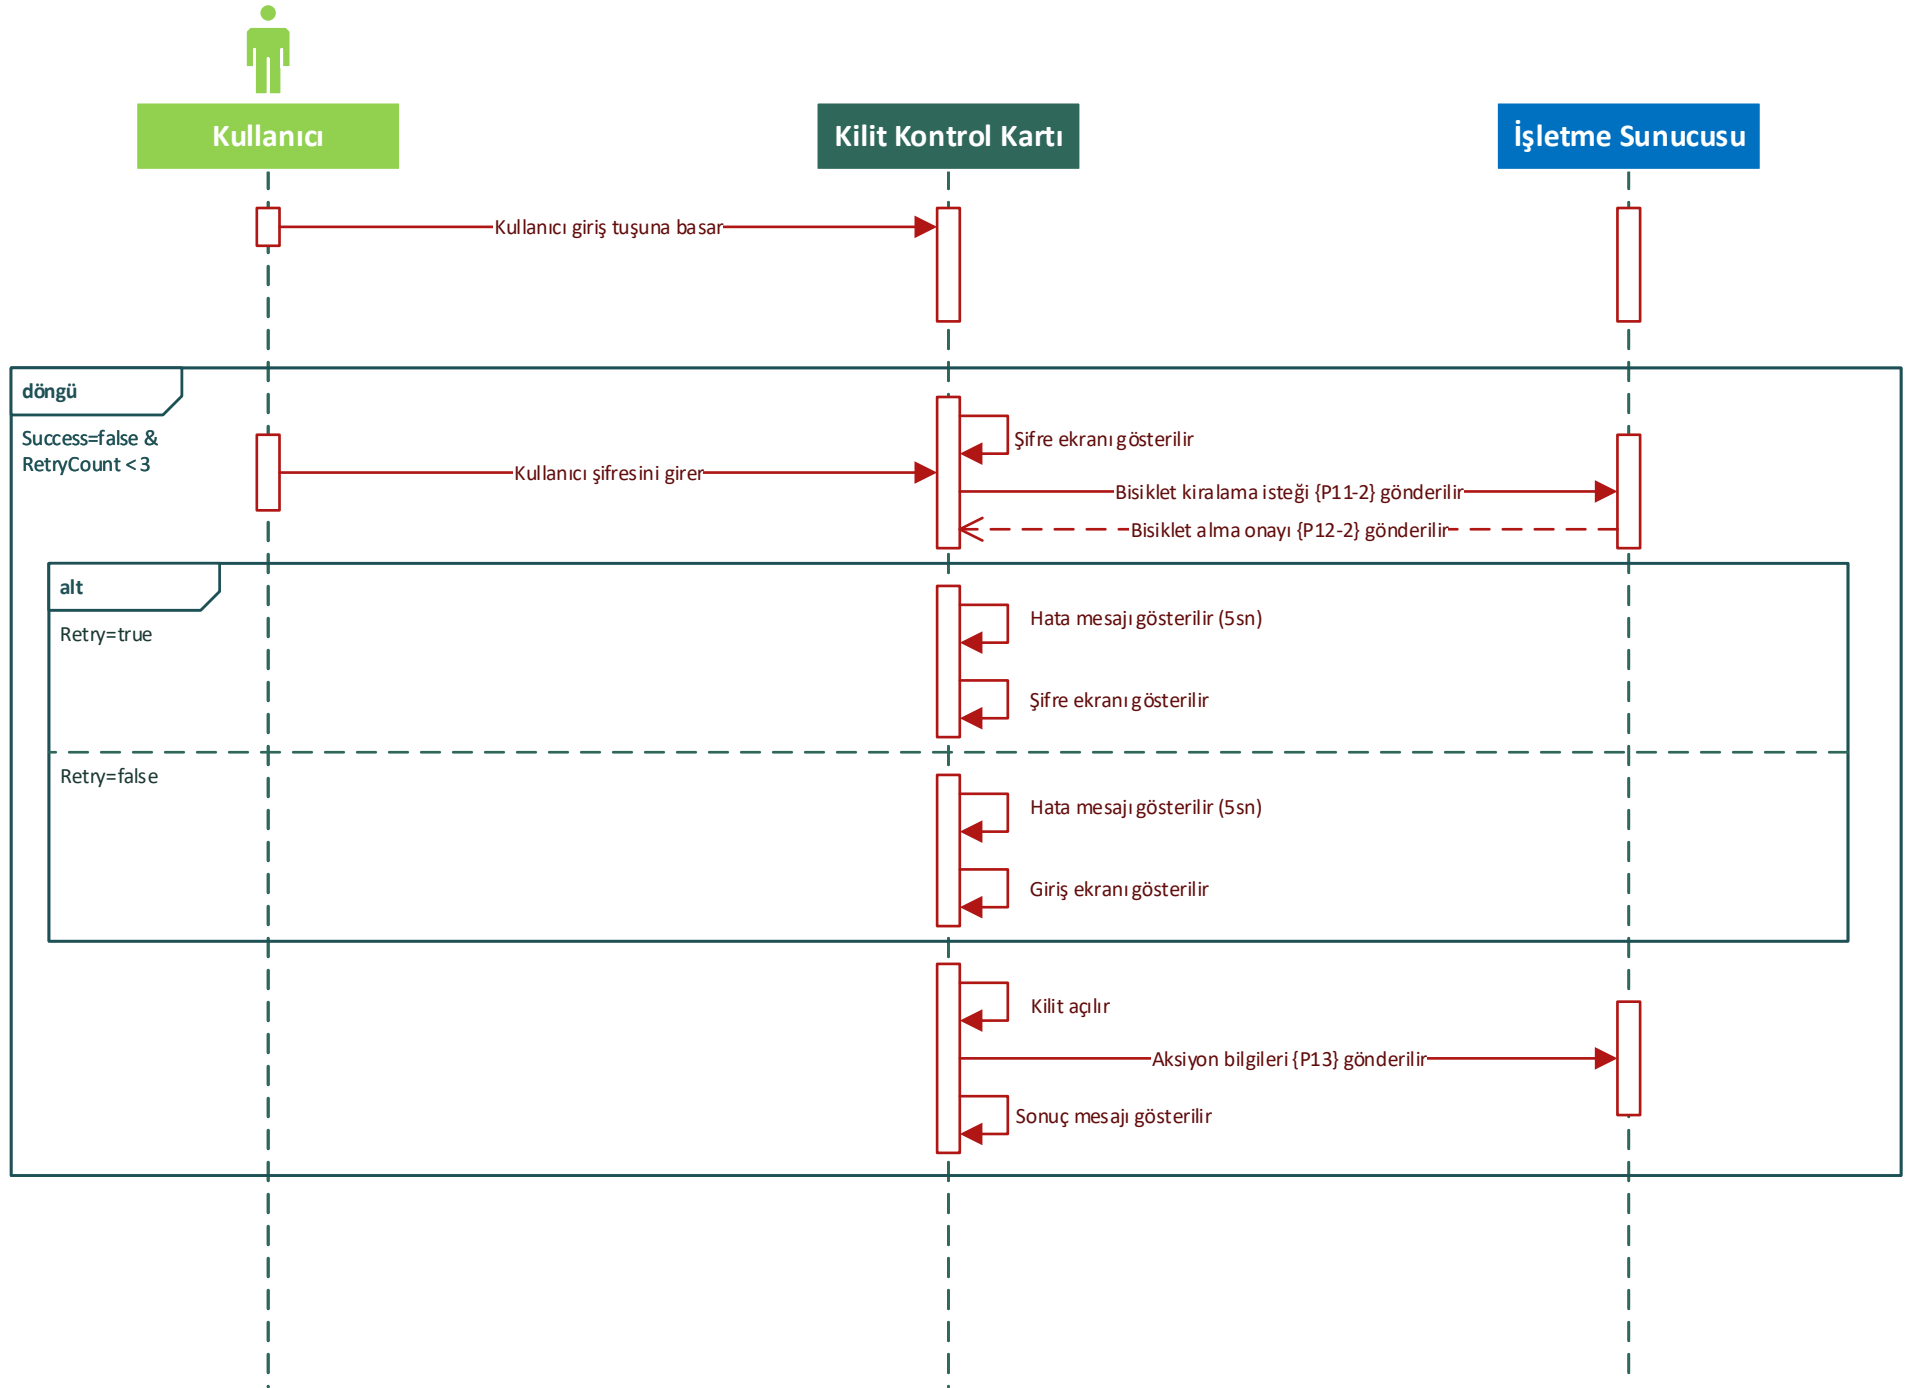 Kullanıcı
Kilit Kontrol Kartı
İşletme Sunucusu
Kullanıcı giriş tuşuna basar
döngü
Success=false &
RetryCount < 3
Şifre ekranı gösterilir
Kullanıcı şifresini girer
Bisiklet kiralama isteği {P11-2} gönderilir
Bisiklet alma onayı {P12-2} gönderilir
alt
Retry=true
Hata mesajı gösterilir (5sn)
Şifre ekranı gösterilir
Retry=false
Hata mesajı gösterilir (5sn)
Giriş ekranı gösterilir
Kilit açılır
Aksiyon bilgileri {P13} gönderilir
Sonuç mesajı gösterilir